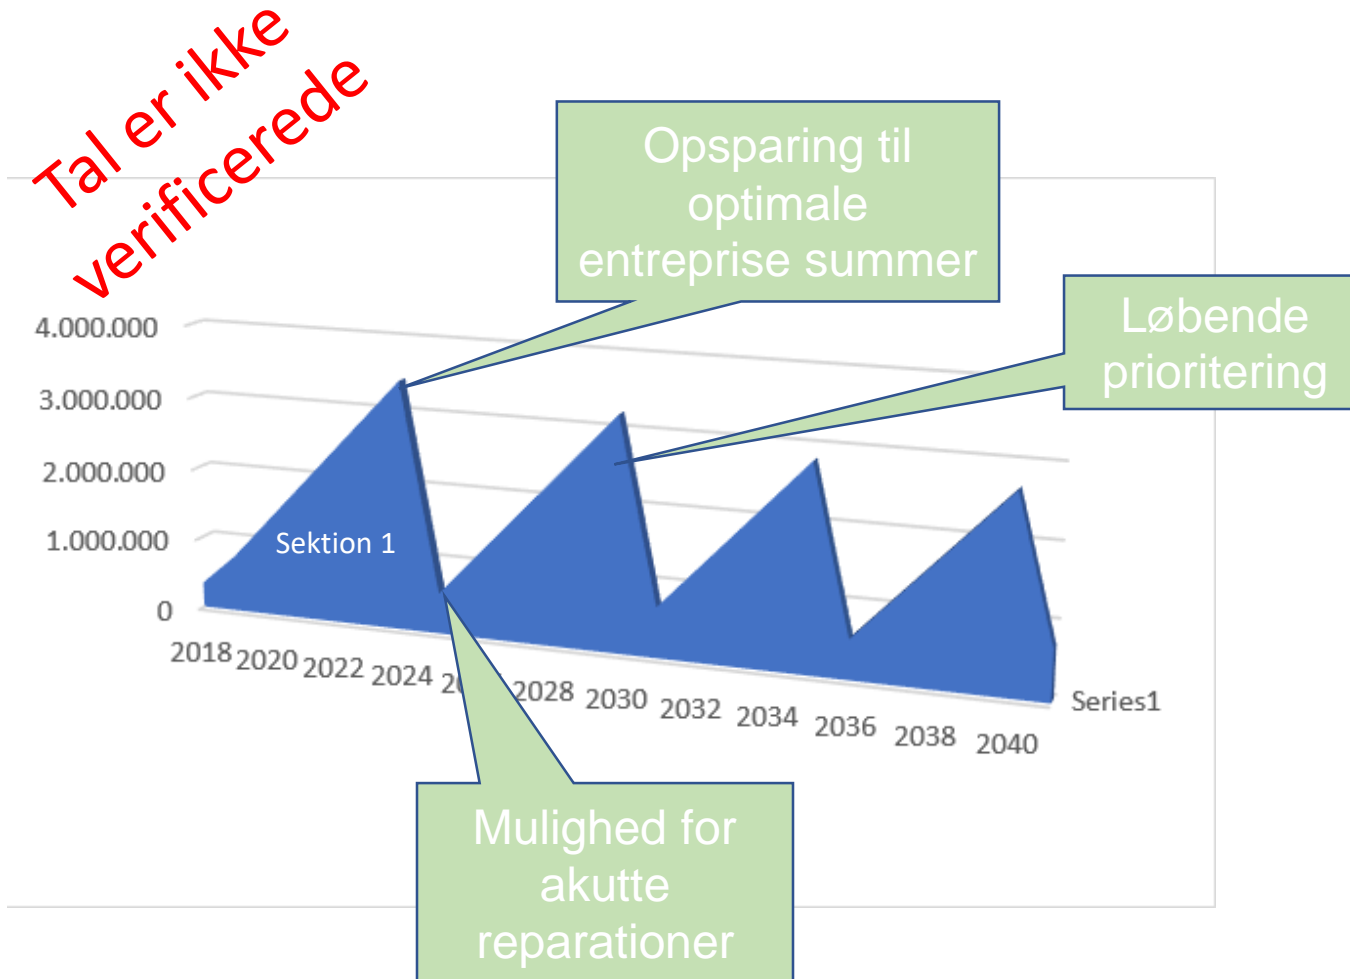 Tal er ikke
verificerede
Opsparing til
optimale
entreprise summer
Løbende
prioritering
4.000.000
3.000.000
2.000.000
1.000.000
0
Sektion 1
2018 2020 2022 2024 2028 2030 2032 2034 2036 2038 2040
Series1
Mulighed for
akutte
reparationer